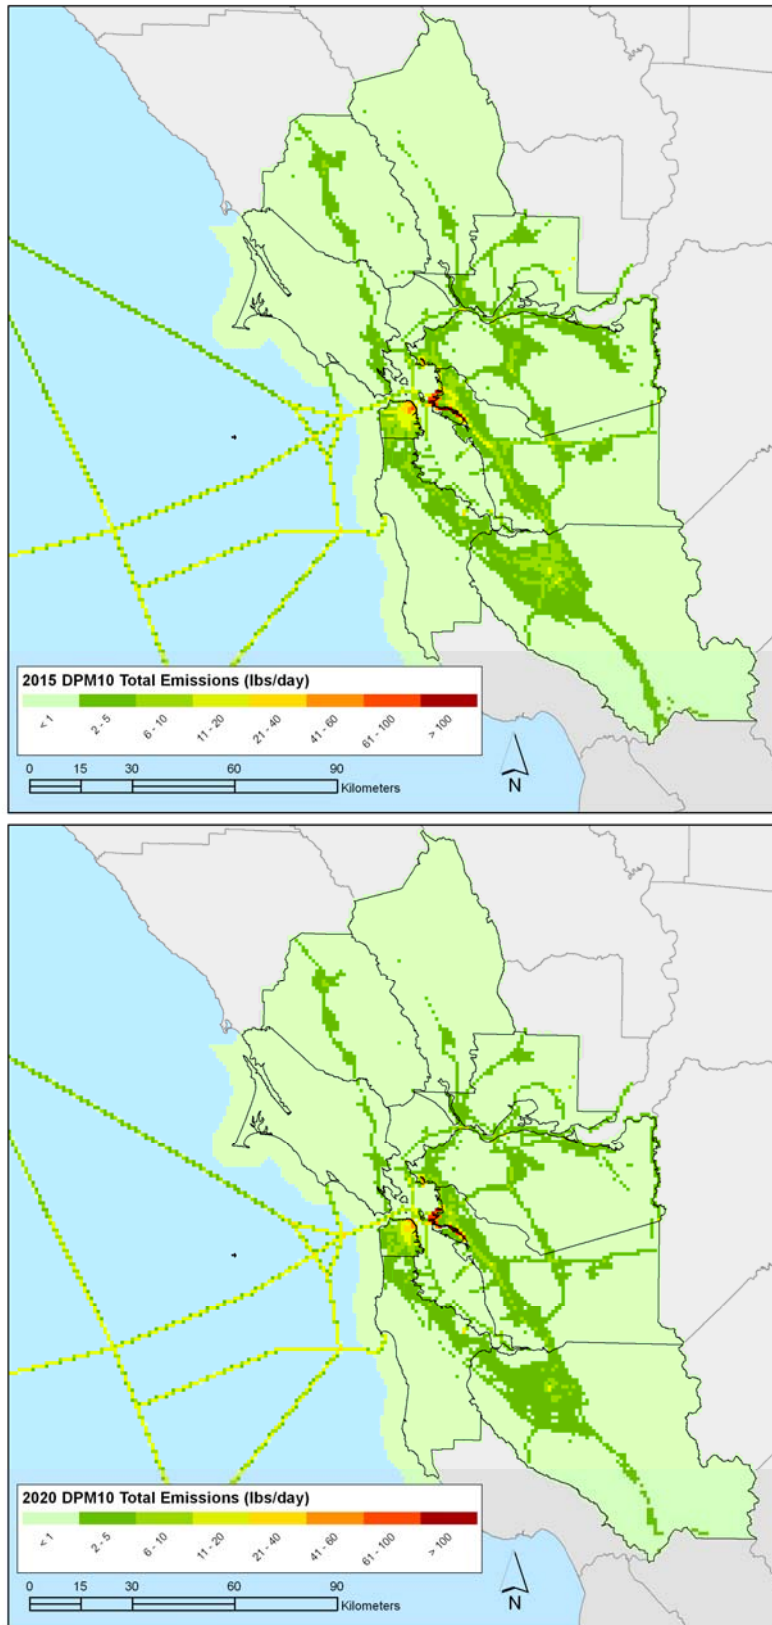 2015 DPM10 Total Emissions (lbs/day)
< 1
2 - 5
6 - 10
11 - 20
21 - 40
41 - 60
61 - 100
> 100
0 15 30 60 90
Kilometers
N
2020 DPM10 Total Emissions (lbs/day)
< 1
2 - 5
6 - 10
11 - 20
21 - 40
41 - 60
61 - 100
> 100
0 15 30 60 90
Kilometers
N